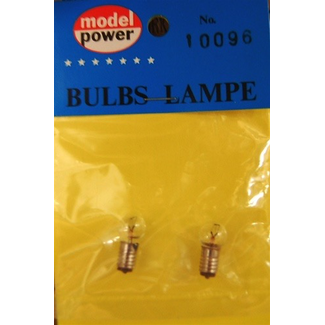 model
power
No.
10096
BULBS LAMPE